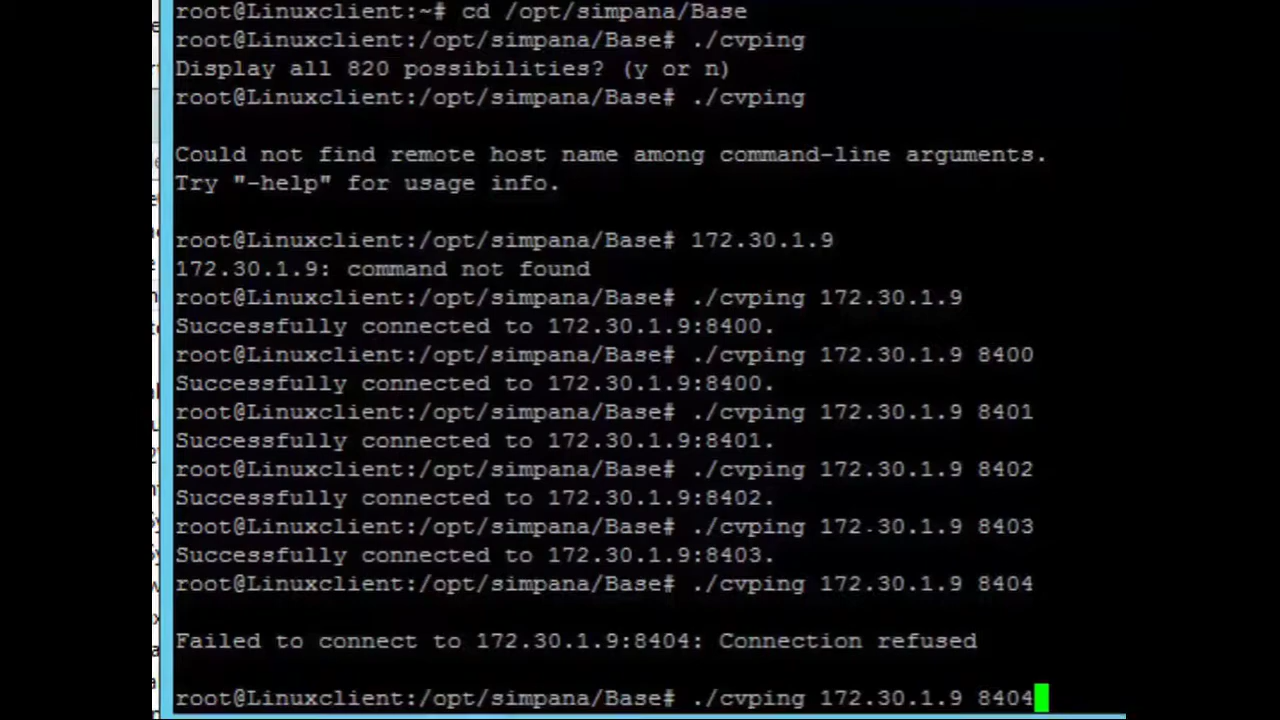 root@Linuxclient:~# cd /opt/simpana/Base
root@Linuxclient:/opt/simpana/Base# ./cvping
Display all 820 possibilities? (y or n)
root@Linuxclient:/opt/simpana/Base# ./cvping
Could not find remote host name among command-line arguments.
Try "-help" for usage info.
root@Linuxclient:/opt/simpana/Base# 172.30.1.9
172.30.1.9: command not found
root@Linuxclient:/opt/simpana/Base# ./cvping 172.30.1.9
Successfully connected to 172.30.1.9:8400.
root@Linuxclient:/opt/simpana/Base# ./cvping 172.30.1.9 8400
Successfully connected to 172.30.1.9:8400.
root@Linuxclient:/opt/simpana/Base# ./cvping 172.30.1.9 8401
Successfully connected to 172.30.1.9:8401.
root@Linuxclient:/opt/simpana/Base# ./cvping 172.30.1.9 8402
Successfully connected to 172.30.1.9:8402.
root@Linuxclient:/opt/simpana/Base# ./cvping 172.30.1.9 8403
Successfully connected to 172.30.1.9:8403.
root@Linuxclient:/opt/simpana/Base# ./cvping 172.30.1.9 8404
Failed to connect to 172.30.1.9:8404: Connection refused
root@Linuxclient:/opt/simpana/Base# ./cvping 172.30.1.9 8404